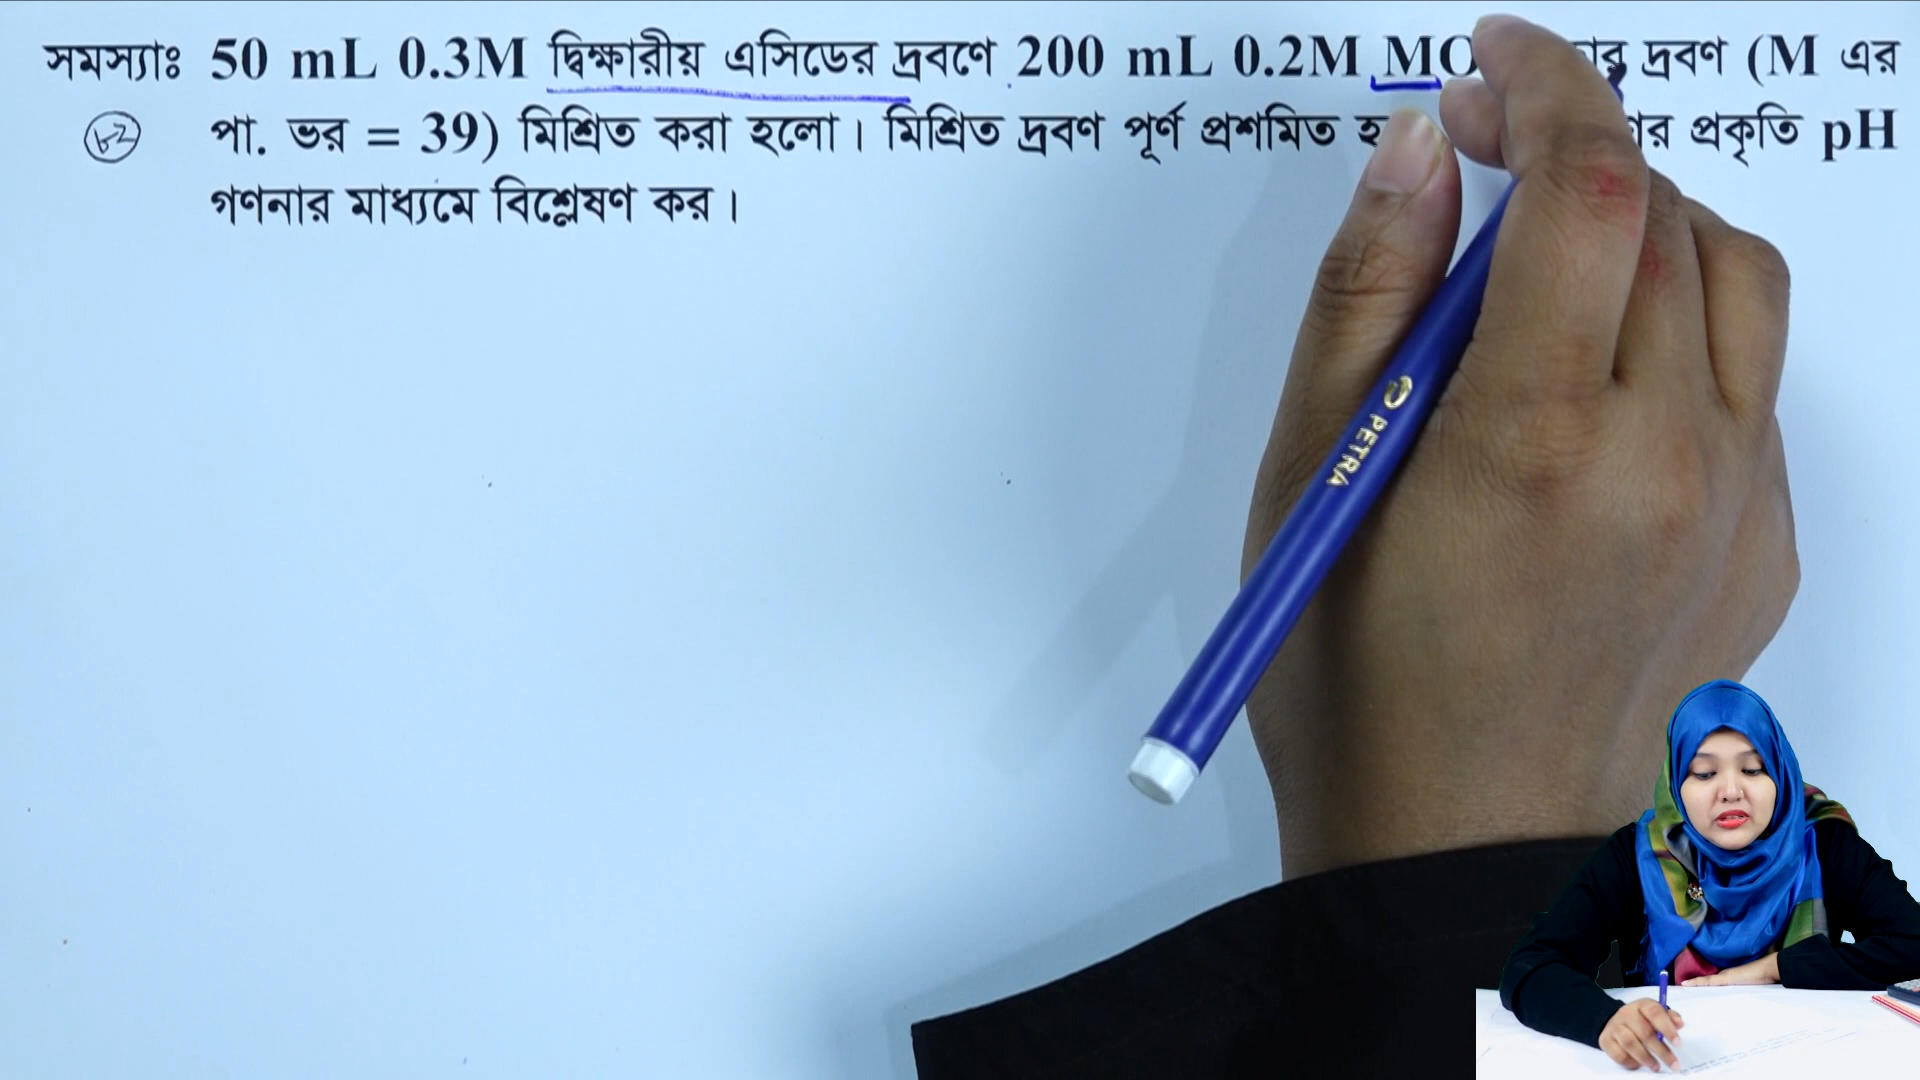 সমস্যাঃ 50 mL 0.3M দ্বিক্ষারীয় এসিডের দ্রবণে 200 mL 0.2M MO দ্রবণ (M এর
পা. ভর = 39) মিশ্রিত করা হলো। মিশ্রিত দ্রবণ পূর্ণ প্রশমিত প্রকৃতি pH
গণনার মাধ্যমে বিশ্লেষণ কর।
PETRA